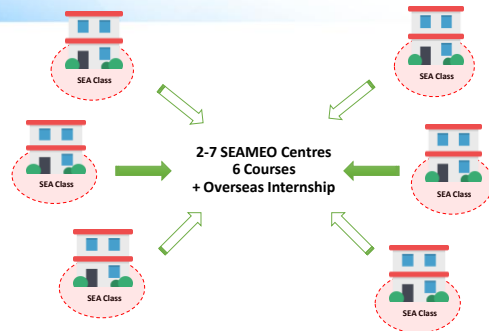 SEA Class
SEA Class
SEA Class
2-7 SEAMEO Centres
6 Courses
+ Overseas Internship
SEA Class
SEA Class
SEA Class